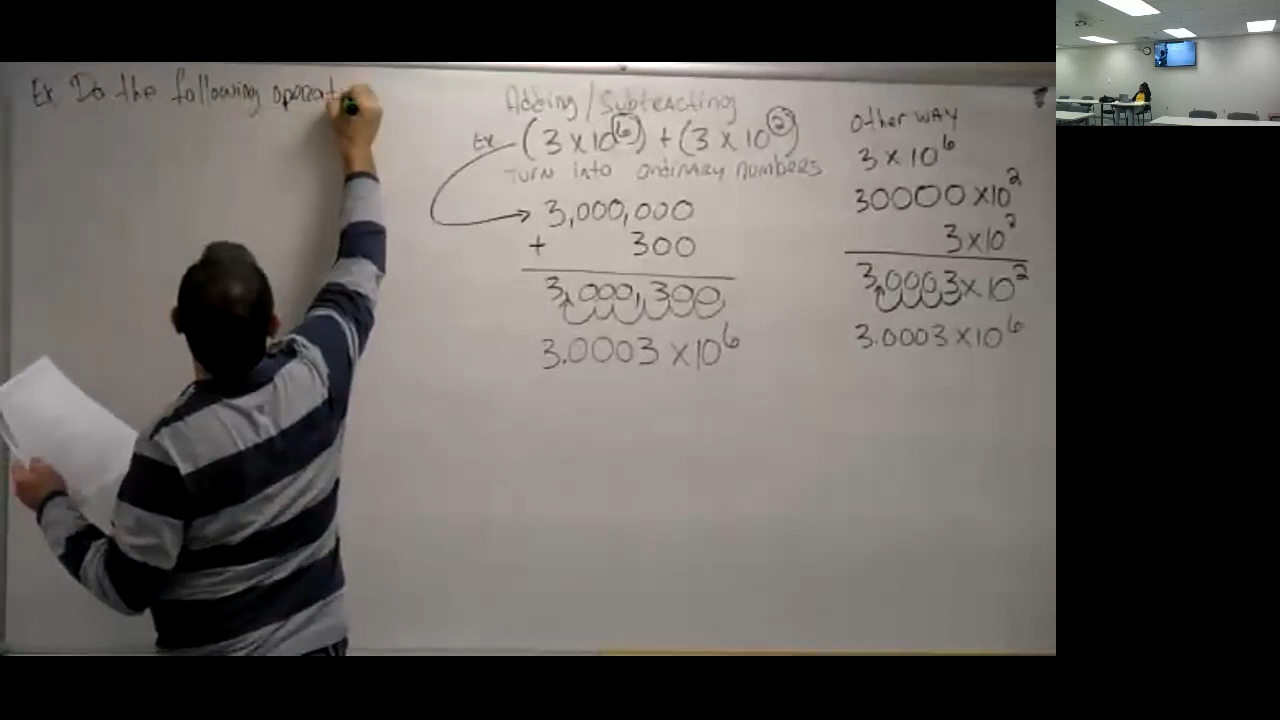 Ex Do the following operat
Adding/Subtracting
Ex (3 x 10^6) + (3 x 10^2)
Turn into ordinary numbers
3,000,000
+ 300
3,000,300
3.0003 x 10^6
Other way
3 x 10^6
30000 x 10^2
3 x 10^2
3.0003 x 10^2
3.0003 x 10^6